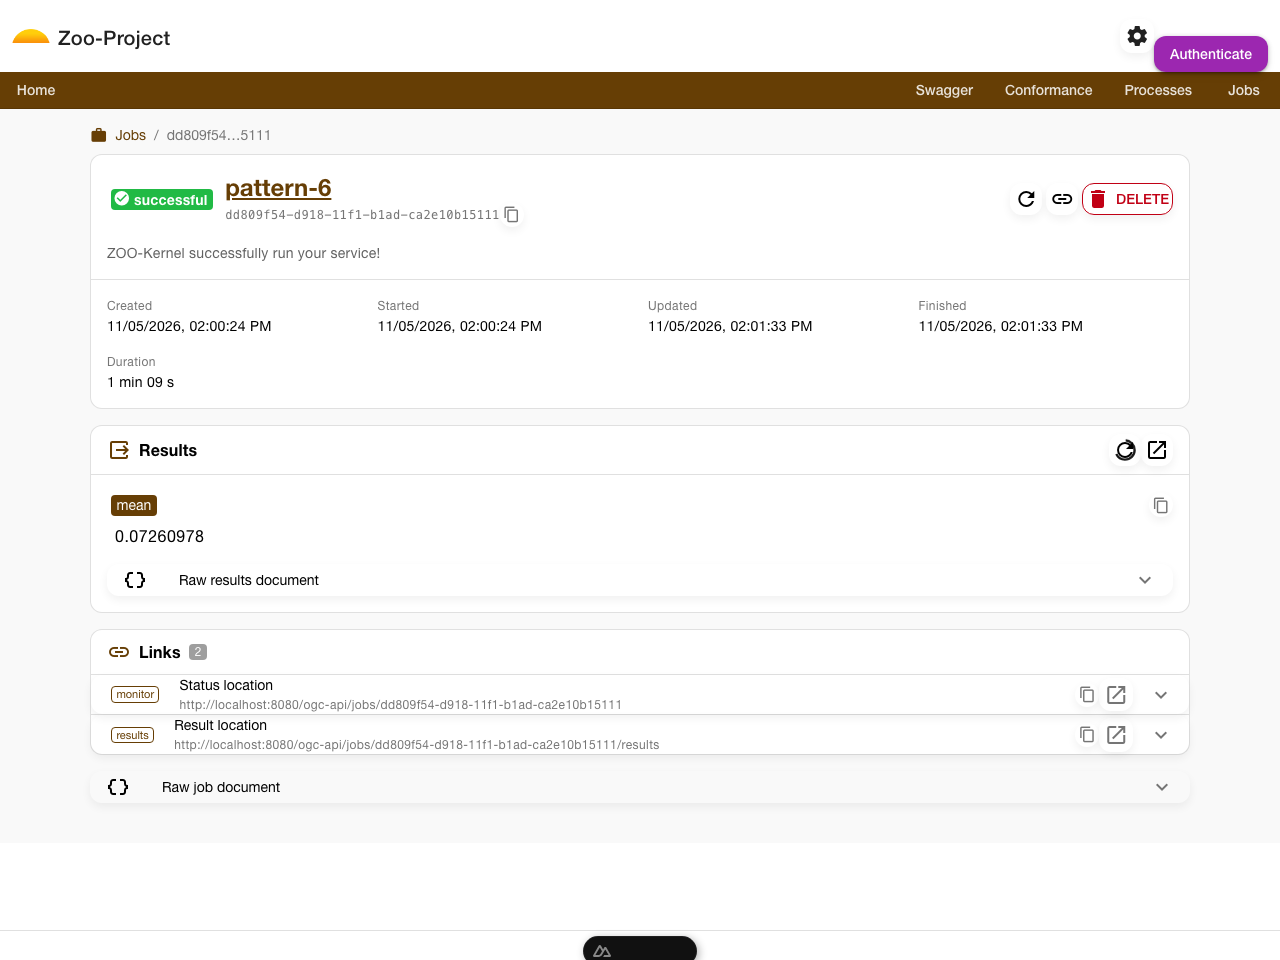 Zoo-Project
Authenticate
Home
Swagger
Conformance
Processes
Jobs
Jobs / dd809f54...5111
successful
pattern-6
dd809f54-d918-11f1-b1ad-ca2e10b15111
DELETE
ZOO-Kernel successfully run your service!
Created
11/05/2026, 02:00:24 PM
Started
11/05/2026, 02:00:24 PM
Updated
11/05/2026, 02:01:33 PM
Finished
11/05/2026, 02:01:33 PM
Duration
1 min 09 s
Results
mean
0.07260978
Raw results document
Links 2
monitor
Status location
http://localhost:8080/ogc-api/jobs/dd809f54-d918-11f1-b1ad-ca2e10b15111
results
Result location
http://localhost:8080/ogc-api/jobs/dd809f54-d918-11f1-b1ad-ca2e10b15111/results
Raw job document